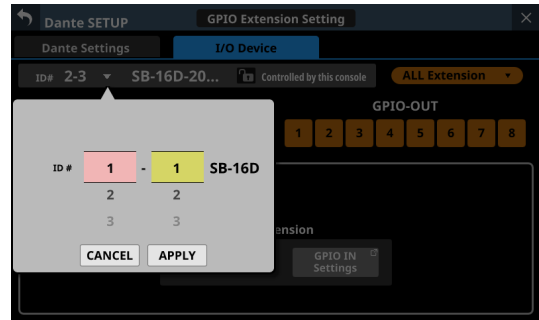 Dante SETUP GPIO Extension Setting
Dante Settings I/O Device
ID# 2-3 SB-16D-20... Controlled by this console ALL Extension
GPIO-OUT
1 2 3 4 5 6 7 8
ID # 1 - 1 SB-16D
2 2
3 3
CANCEL APPLY
ension
GPIO IN
Settings